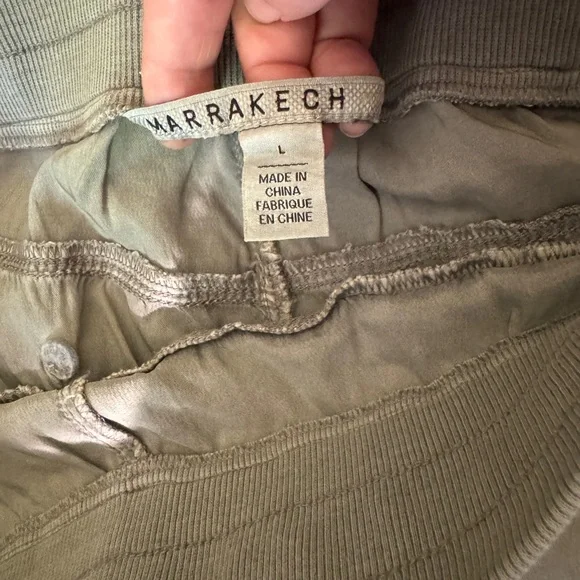 MARRAKECH
L
MADE IN
CHINA
FABRIQUE
EN CHINE